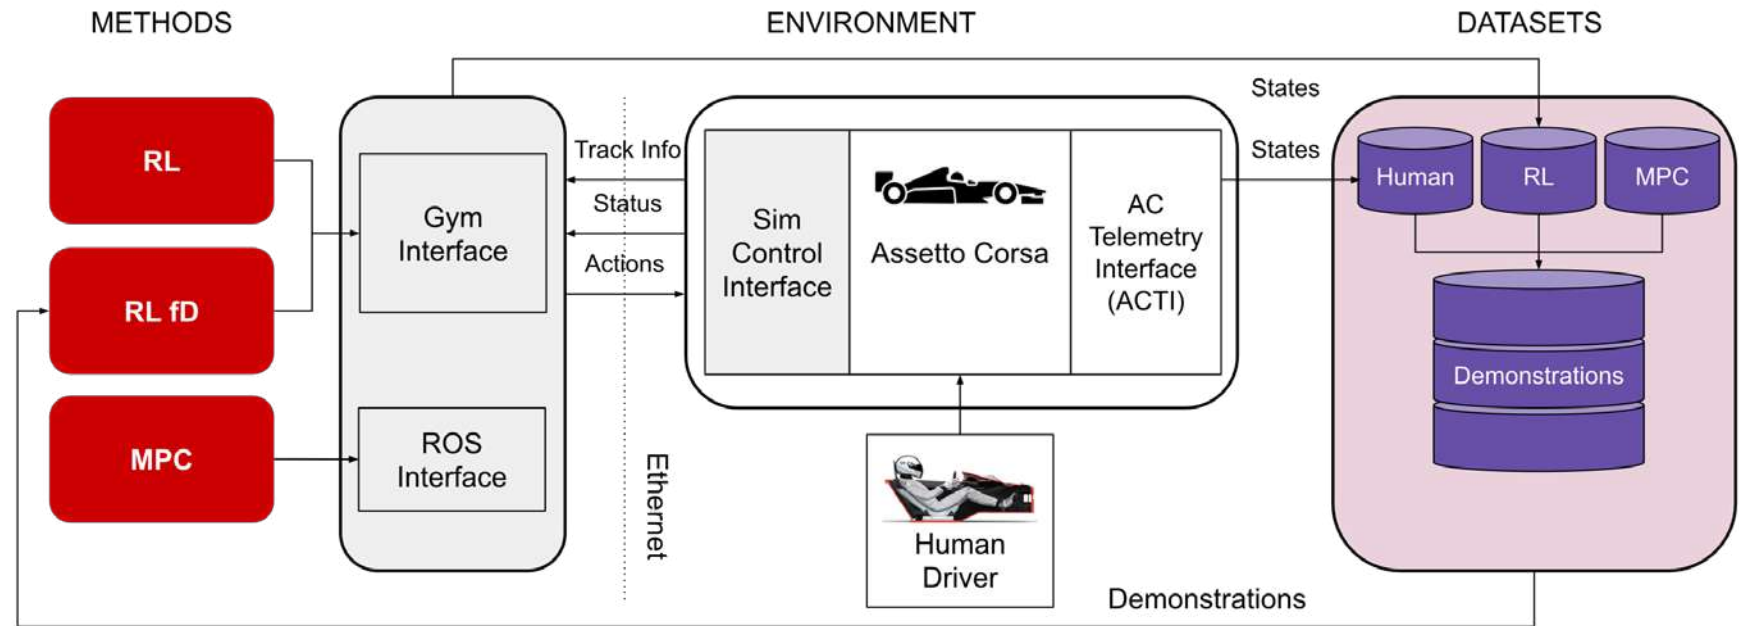 METHODS
ENVIRONMENT
DATASETS
RL
RL fD
MPC
Gym
Interface
ROS
Interface
Track Info
Status
Actions
Ethernet
Sim
Control
Interface
Assetto Corsa
AC
Telemetry
Interface
(ACTI)
Human
Driver
States
States
Human
RL
MPC
Demonstrations
Demonstrations